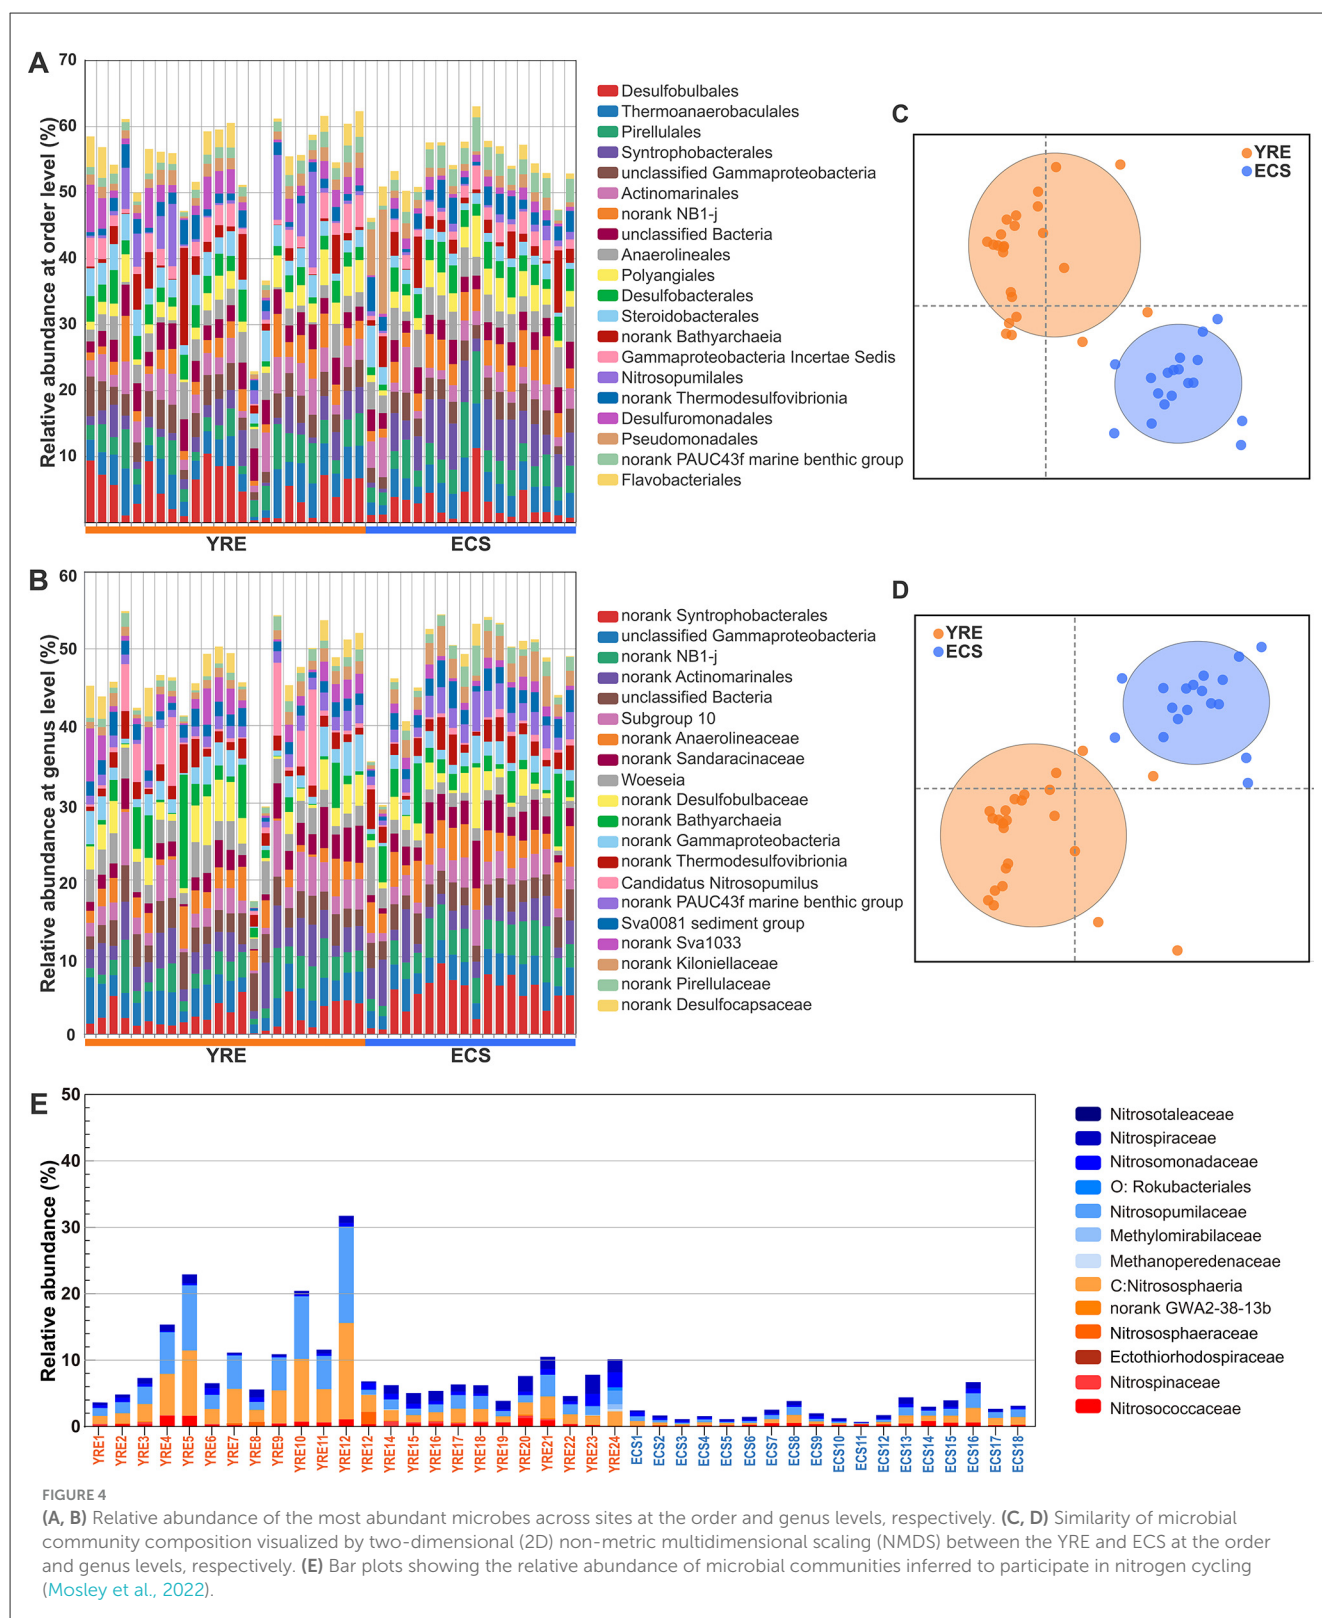 A
70
60
50
40
30
20
10
Relative abundance at order level (%)
YRE
ECS
Desulfobulbales
Thermoanaerobaculales
Pirellulales
Syntrophobacterales
unclassified Gammaproteobacteria
Actinomarinales
norank NB1-j
unclassified Bacteria
Anaerolineales
Polyangiales
Desulfobacterales
Steroidobacterales
norank Bathyarchaeia
Gammaproteobacteria Incertae Sedis
Nitrosopumilales
norank Thermodesulfovibrionia
Desulfuromonadales
Pseudomonadales
norank PAUC43f marine benthic group
Flavobacteriales
C
YRE
ECS
B
60
50
40
30
20
10
0
Relative abundance at genus level (%)
YRE
ECS
norank Syntrophobacterales
unclassified Gammaproteobacteria
norank NB1-j
norank Actinomarinales
unclassified Bacteria
Subgroup 10
norank Anaerolineaceae
norank Sandaracinaceae
Woeseia
norank Desulfobulbaceae
norank Bathyarchaeia
norank Gammaproteobacteria
norank Thermodesulfovibrionia
Candidatus Nitrosopumilus
norank PAUC43f marine benthic group
Sva0081 sediment group
norank Sva1033
norank Kiloniellaceae
norank Pirellulaceae
norank Desulfocapsaceae
D
YRE
ECS
E
50
40
30
20
10
0
Relative abundance (%)
YRE1
YRE2
YRE3
YRE4
YRE5
YRE6
YRE7
YRE8
YRE9
YRE10
YRE11
YRE12
YRE12
YRE14
YRE15
YRE16
YRE17
YRE18
YRE19
YRE20
YRE21
YRE22
YRE23
YRE24
ECS1
ECS2
ECS3
ECS4
ECS5
ECS6
ECS7
ECS8
ECS9
ECS10
ECS11
ECS12
ECS13
ECS14
ECS15
ECS16
ECS17
ECS18
Nitrosotaleaceae
Nitrospiraceae
Nitrosomonadaceae
O: Rokubacteriales
Nitrosopumilaceae
Methylomirabilaceae
Methanoperedenaceae
C:Nitrososphaeria
norank GWA2-38-13b
Nitrososphaeraceae
Ectothiorhodospiraceae
Nitrospinaceae
Nitrosococcaceae
FIGURE 4
(A, B) Relative abundance of the most abundant microbes across sites at the order and genus levels, respectively. (C, D) Similarity of microbial
community composition visualized by two-dimensional (2D) non-metric multidimensional scaling (NMDS) between the YRE and ECS at the order
and genus levels, respectively. (E) Bar plots showing the relative abundance of microbial communities inferred to participate in nitrogen cycling
(Mosley et al., 2022).